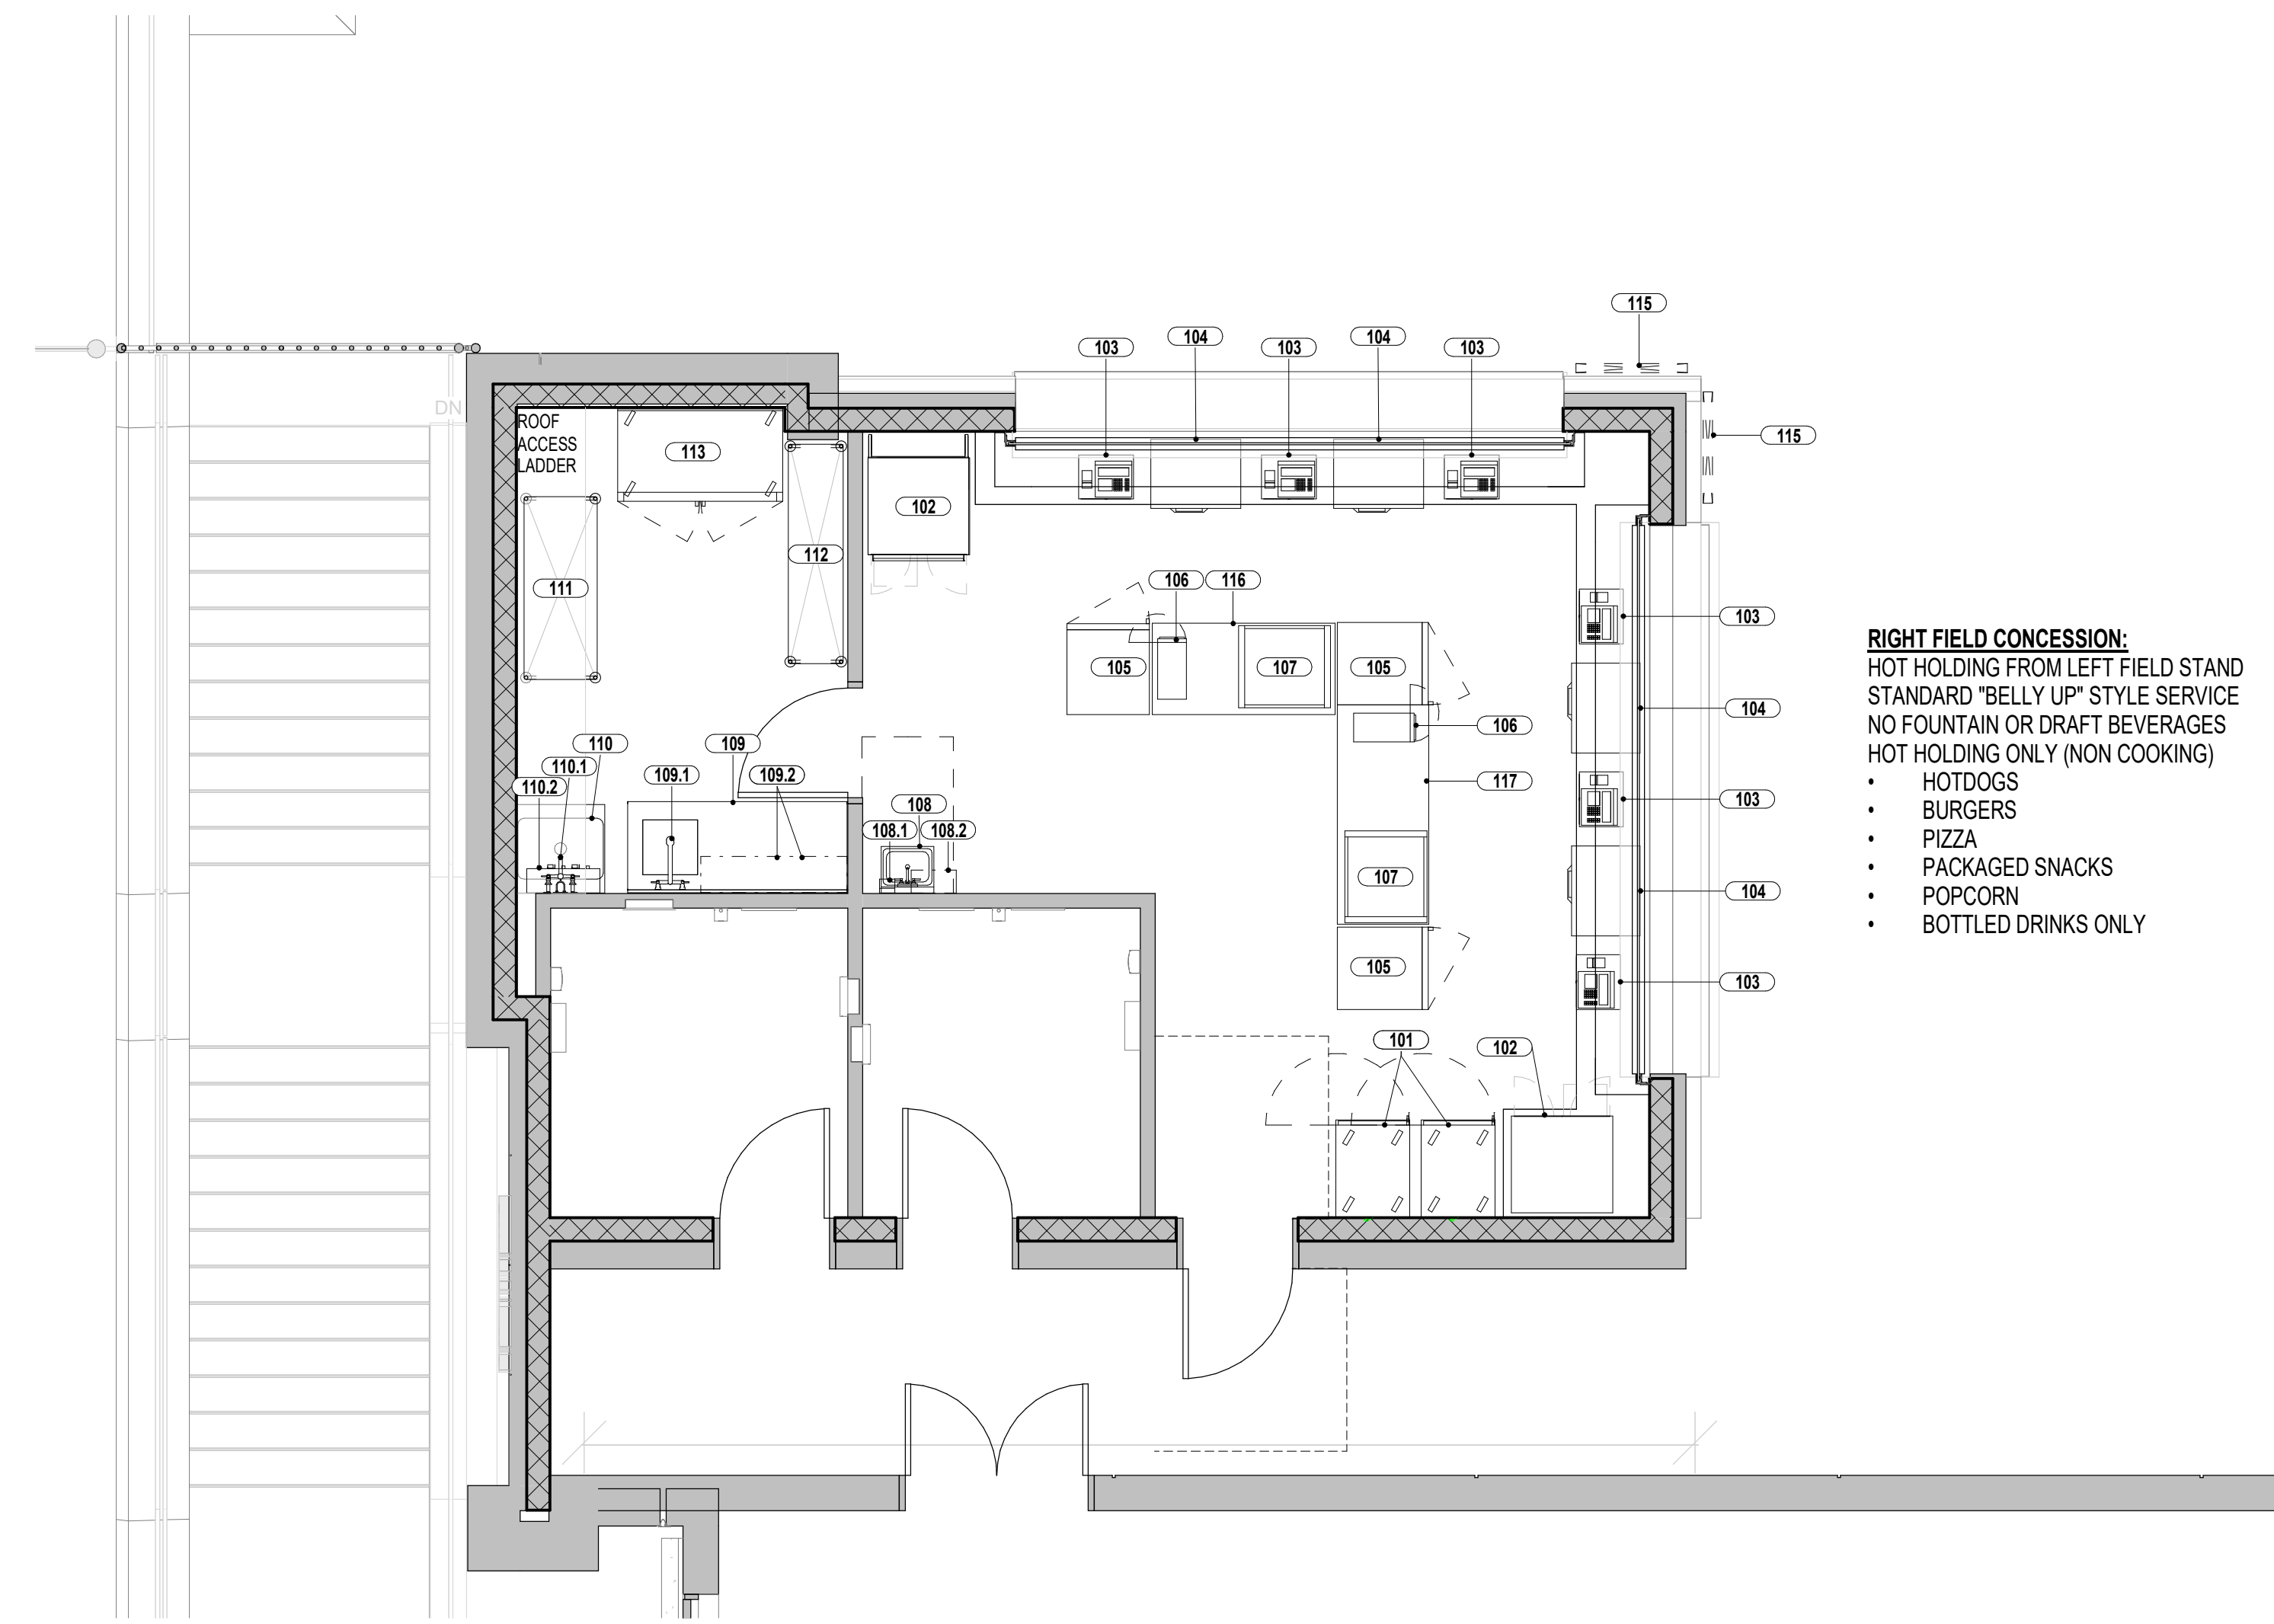 115
103
104
103
104
103
115
DN
ROOF
ACCESS
LADDER
113
102
112
111
106
116
105
107
105
103
104
106
117
103
104
103
110
110.1
110.2
109
109.1
109.2
108
108.1
108.2
107
105
101
102
RIGHT FIELD CONCESSION:
HOT HOLDING FROM LEFT FIELD STAND
STANDARD "BELLY UP" STYLE SERVICE
NO FOUNTAIN OR DRAFT BEVERAGES
HOT HOLDING ONLY (NON COOKING)
• HOTDOGS
• BURGERS
• PIZZA
• PACKAGED SNACKS
• POPCORN
• BOTTLED DRINKS ONLY